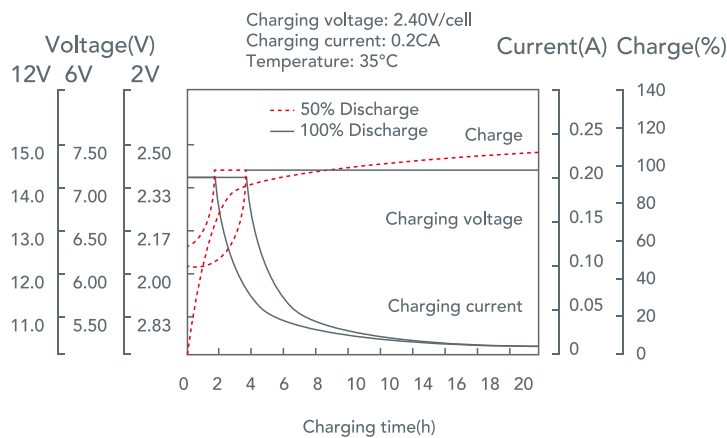 Charging voltage: 2.40V/cell
Charging current: 0.2CA
Temperature: 35°C
Voltage(V)
12V 6V 2V
Current(A) Charge(%)
50% Discharge
100% Discharge
Charge
Charging voltage
Charging current
15.0 7.50 2.50
14.0 7.00 2.33
13.0 6.50 2.17
12.0 6.00 2.00
11.0 5.50 2.83
0.25
0.20
0.15
0.10
0.05
0
140
120
100
80
60
40
20
0
0 2 4 6 8 10 10 14 16 18 20
Charging time(h)